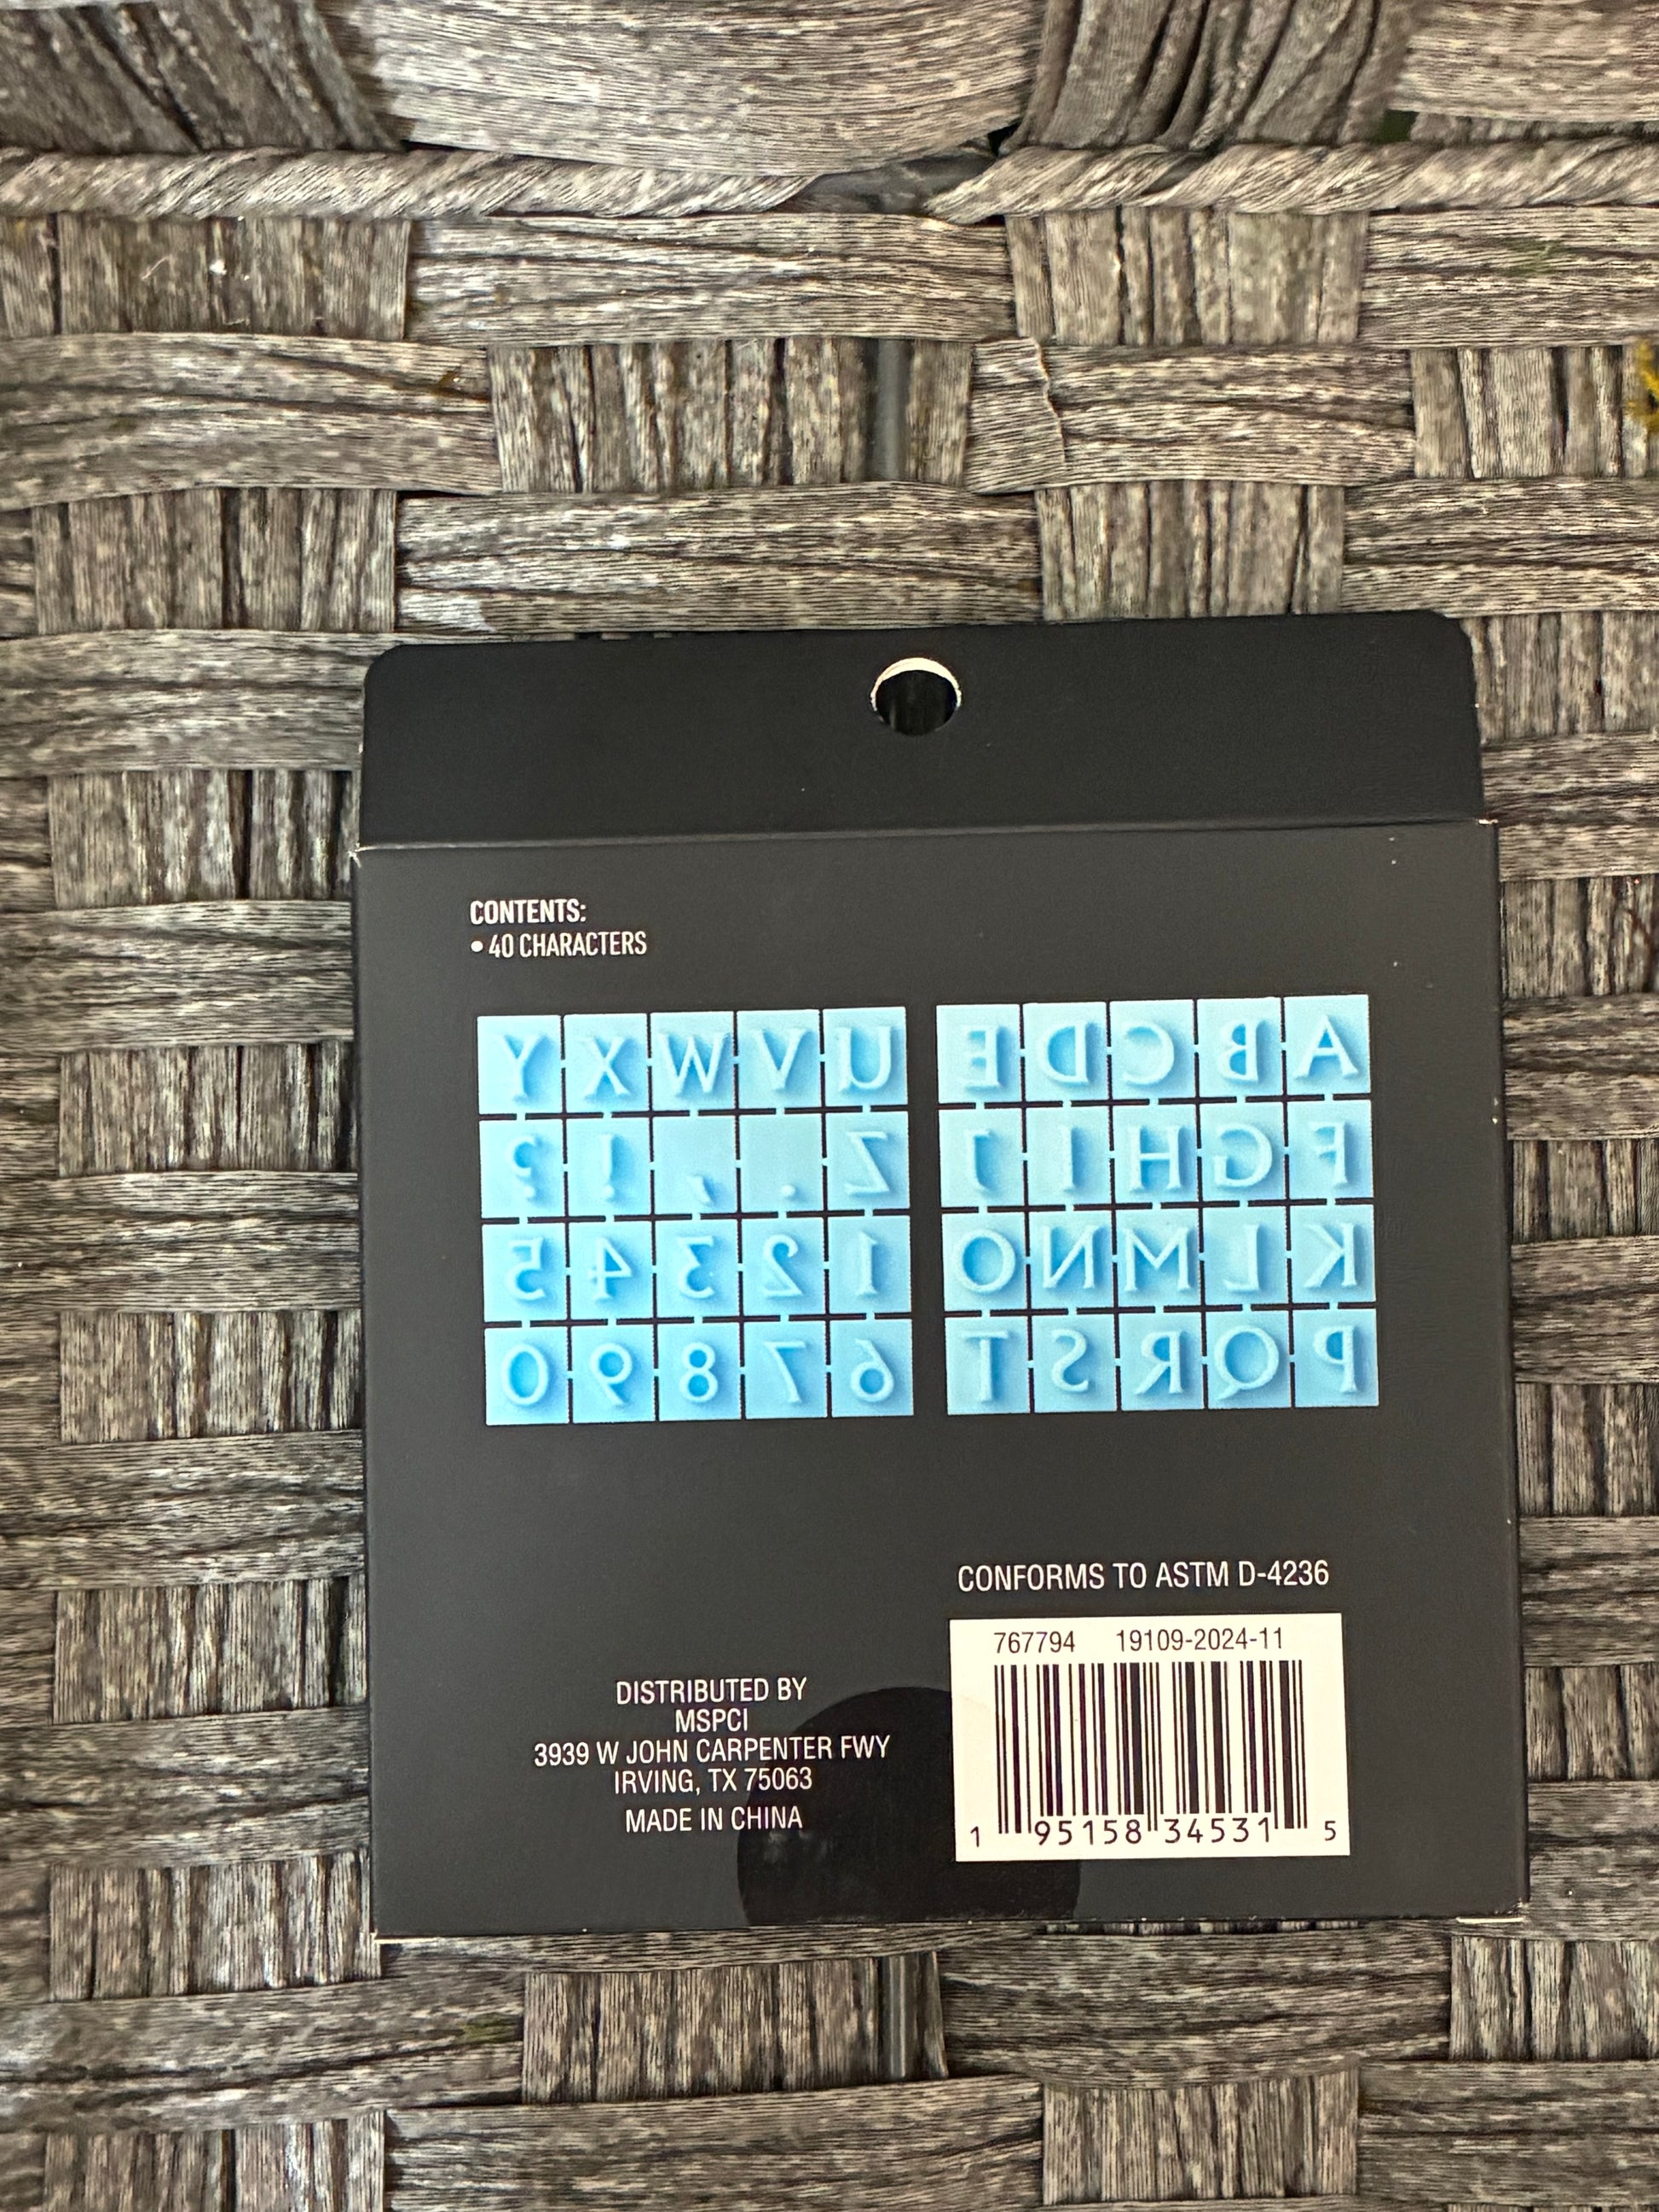 CONTENTS:
• 40 CHARACTERS
Y X W V U
? ! , . Z
5 4 3 2 1
0 9 8 7 6
E D C B A
J I H G F
O N M L K
T S R Q P
CONFORMS TO ASTM D-4236
767794 19109-2024-11
1 95158 34531 5
DISTRIBUTED BY
MSPCI
3939 W JOHN CARPENTER FWY
IRVING, TX 75063
MADE IN CHINA